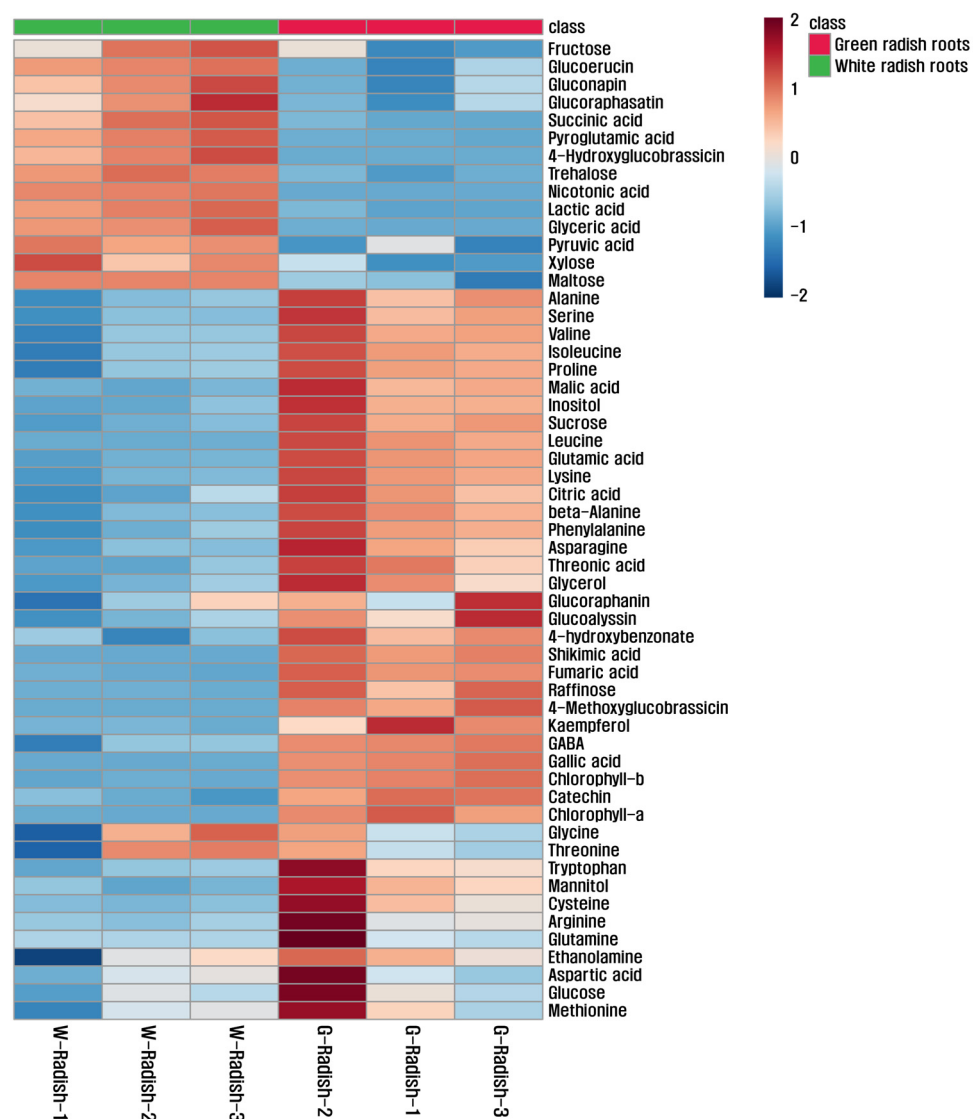 class
Fructose
Glucoerucin
Gluconapin
Glucoraphasatin
Succinic acid
Pyroglutamic acid
4-Hydroxyglucobrassicin
Trehalose
Nicotonic acid
Lactic acid
Glyceric acid
Pyruvic acid
Xylose
Maltose
Alanine
Serine
Valine
Isoleucine
Proline
Malic acid
Inositol
Sucrose
Leucine
Glutamic acid
Lysine
Citric acid
beta-Alanine
Phenylalanine
Asparagine
Threonic acid
Glycerol
Glucoraphanin
Glucoalyssin
4-hydroxybenzonate
Shikimic acid
Fumaric acid
Raffinose
4-Methoxyglucobrassicin
Kaempferol
GABA
Gallic acid
Chlorophyll-b
Catechin
Chlorophyll-a
Glycine
Threonine
Tryptophan
Mannitol
Cysteine
Arginine
Glutamine
Ethanolamine
Aspartic acid
Glucose
Methionine
W-Radish-1
W-Radish-2
W-Radish-3
G-Radish-2
G-Radish-1
G-Radish-3
2
1
0
-1
-2
class
Green radish roots
White radish roots